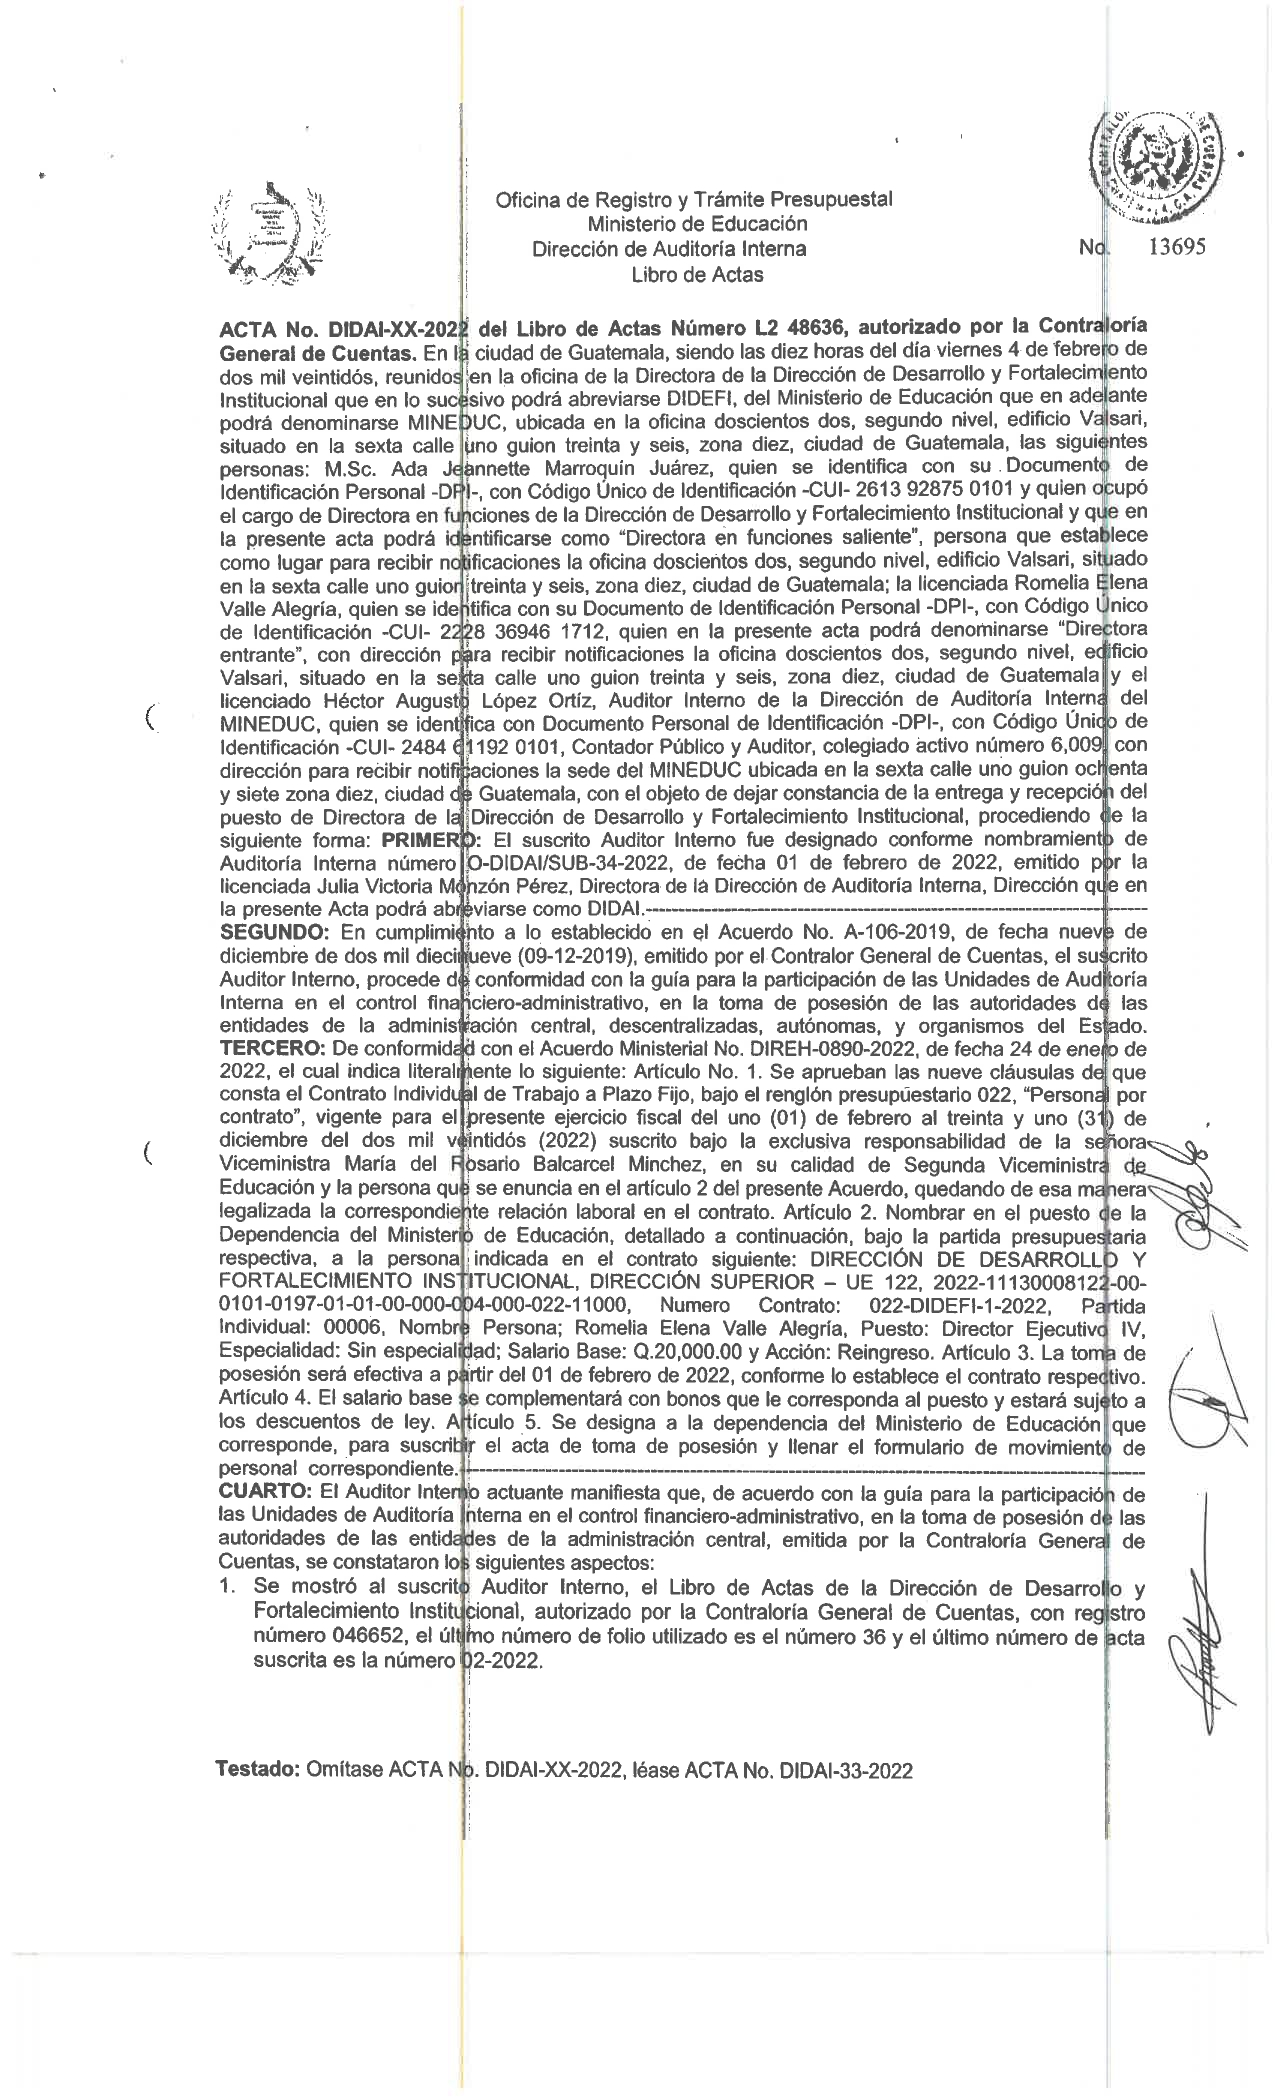 Oficina de Registro y Trámite Presupuestal
Ministerio de Educación
Dirección de Auditoría Interna
Libro de Actas
No. 13695
ACTA No. DIDAI-XX-2022 del Libro de Actas Número L2 48636, autorizado por la Contraloría
General de Cuentas. En la ciudad de Guatemala, siendo las diez horas del día viernes 4 de febrero de
dos mil veintidós, reunidos en la oficina de la Directora de la Dirección de Desarrollo y Fortalecimiento
Institucional que en lo sucesivo podrá abreviarse DIDEFI, del Ministerio de Educación que en adelante
podrá denominarse MINEDUC, ubicada en la oficina doscientos dos, segundo nivel, edificio Valsari,
situado en la sexta calle uno guion treinta y seis, zona diez, ciudad de Guatemala, las siguientes
personas: M.Sc. Ada Jeannette Marroquín Juárez, quien se identifica con su Documento de
Identificación Personal -DPI-, con Código Único de Identificación -CUI- 2613 92875 0101 y quien ocupó
el cargo de Directora en funciones de la Dirección de Desarrollo y Fortalecimiento Institucional y que en
la presente acta podrá identificarse como “Directora en funciones saliente”, persona que establece
como lugar para recibir notificaciones la oficina doscientos dos, segundo nivel, edificio Valsari, situado
en la sexta calle uno guion treinta y seis, zona diez, ciudad de Guatemala; la licenciada Romelia Elena
Valle Alegría, quien se identifica con su Documento de Identificación Personal -DPI-, con Código Único
de Identificación -CUI- 2228 36946 1712, quien en la presente acta podrá denominarse “Directora
entrante”, con dirección para recibir notificaciones la oficina doscientos dos, segundo nivel, edificio
Valsari, situado en la sexta calle uno guion treinta y seis, zona diez, ciudad de Guatemala y el
licenciado Héctor Augusto López Ortíz, Auditor Interno de la Dirección de Auditoría Interna del
MINEDUC, quien se identifica con Documento Personal de Identificación -DPI-, con Código Único de
Identificación -CUI- 2484 61192 0101, Contador Público y Auditor, colegiado activo número 6,009 con
dirección para recibir notificaciones la sede del MINEDUC ubicada en la sexta calle uno guion ochenta
y siete zona diez, ciudad de Guatemala, con el objeto de dejar constancia de la entrega y recepción del
puesto de Directora de la Dirección de Desarrollo y Fortalecimiento Institucional, procediendo de la
siguiente forma: PRIMERO: El suscrito Auditor Interno fue designado conforme nombramiento de
Auditoría Interna número O-DIDAI/SUB-34-2022, de fecha 01 de febrero de 2022, emitido por la
licenciada Julia Victoria Monzón Pérez, Directora de la Dirección de Auditoría Interna, Dirección que en
la presente Acta podrá abreviarse como DIDAI.------------------------------------------------------------
SEGUNDO: En cumplimiento a lo establecido en el Acuerdo No. A-106-2019, de fecha nueve de
diciembre de dos mil diecinueve (09-12-2019), emitido por el Contralor General de Cuentas, el suscrito
Auditor Interno, procede de conformidad con la guía para la participación de las Unidades de Auditoría
Interna en el control financiero-administrativo, en la toma de posesión de las autoridades de las
entidades de la administración central, descentralizadas, autónomas, y organismos del Estado.
TERCERO: De conformidad con el Acuerdo Ministerial No. DIREH-0890-2022, de fecha 24 de enero de
2022, el cual indica literalmente lo siguiente: Artículo No. 1. Se aprueban las nueve cláusulas de que
consta el Contrato Individual de Trabajo a Plazo Fijo, bajo el renglón presupuestario 022, “Personal por
contrato”, vigente para el presente ejercicio fiscal del uno (01) de febrero al treinta y uno (31) de
diciembre del dos mil veintidós (2022) suscrito bajo la exclusiva responsabilidad de la señora
Viceministra María del Rosario Balcarcel Minchez, en su calidad de Segunda Viceministra de
Educación y la persona que se enuncia en el artículo 2 del presente Acuerdo, quedando de esa manera
legalizada la correspondiente relación laboral en el contrato. Artículo 2. Nombrar en el puesto de la
Dependencia del Ministerio de Educación, detallado a continuación, bajo la partida presupuestaria
respectiva, a la persona indicada en el contrato siguiente: DIRECCIÓN DE DESARROLLO Y
FORTALECIMIENTO INSTITUCIONAL, DIRECCIÓN SUPERIOR – UE 122, 2022-11130008122-00-
0101-0197-01-01-00-000-004-000-022-11000, Numero Contrato: 022-DIDEFI-1-2022, Partida
Individual: 00006, Nombre Persona; Romelia Elena Valle Alegría, Puesto: Director Ejecutivo IV,
Especialidad: Sin especialidad; Salario Base: Q.20,000.00 y Acción: Reingreso. Artículo 3. La toma de
posesión será efectiva a partir del 01 de febrero de 2022, conforme lo establece el contrato respectivo.
Artículo 4. El salario base se complementará con bonos que le corresponda al puesto y estará sujeto a
los descuentos de ley. Artículo 5. Se designa a la dependencia del Ministerio de Educación que
corresponde, para suscribir el acta de toma de posesión y llenar el formulario de movimiento de
personal correspondiente.------------------------------------------------------------
CUARTO: El Auditor Interno actuante manifiesta que, de acuerdo con la guía para la participación de
las Unidades de Auditoría Interna en el control financiero-administrativo, en la toma de posesión de las
autoridades de las entidades de la administración central, emitida por la Contraloría General de
Cuentas, se constataron los siguientes aspectos:
1. Se mostró al suscrito Auditor Interno, el Libro de Actas de la Dirección de Desarrollo y
Fortalecimiento Institucional, autorizado por la Contraloría General de Cuentas, con registro
número 046652, el último número de folio utilizado es el número 36 y el último número de acta
suscrita es la número 02-2022.
Testado: Omítase ACTA No. DIDAI-XX-2022, léase ACTA No. DIDAI-33-2022